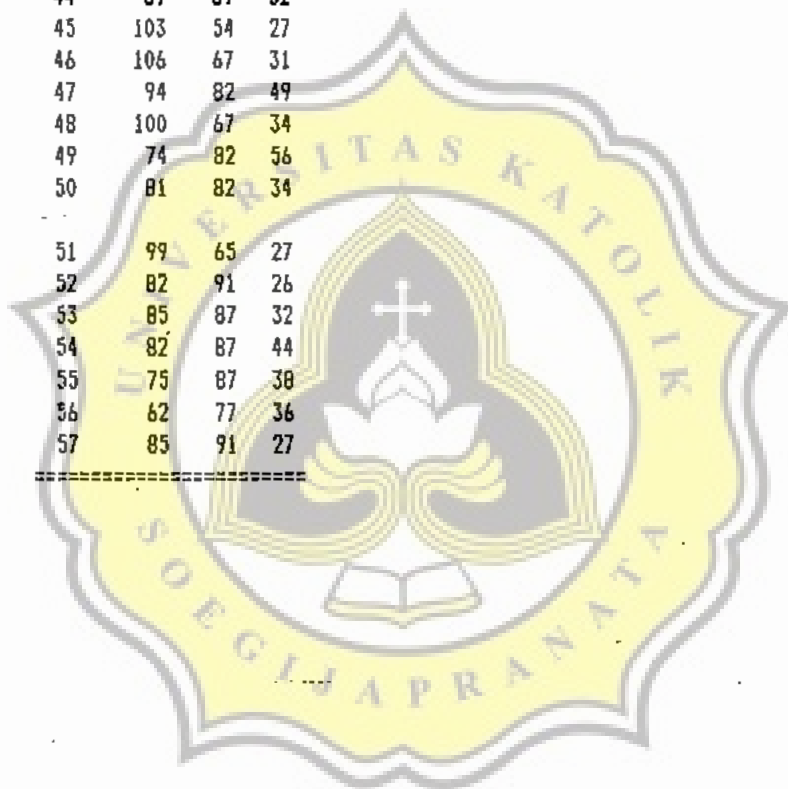 45 103 54 27
46 106 67 31
47 94 82 49
48 100 67 34
49 74 82 56
50 81 82 34
51 99 65 27
52 82 91 26
53 85 87 32
54 82 87 44
55 75 87 38
56 62 77 36
57 85 91 27
==========================
UNIVERSITAS KATOLIK
SOEGIJAPRANATA